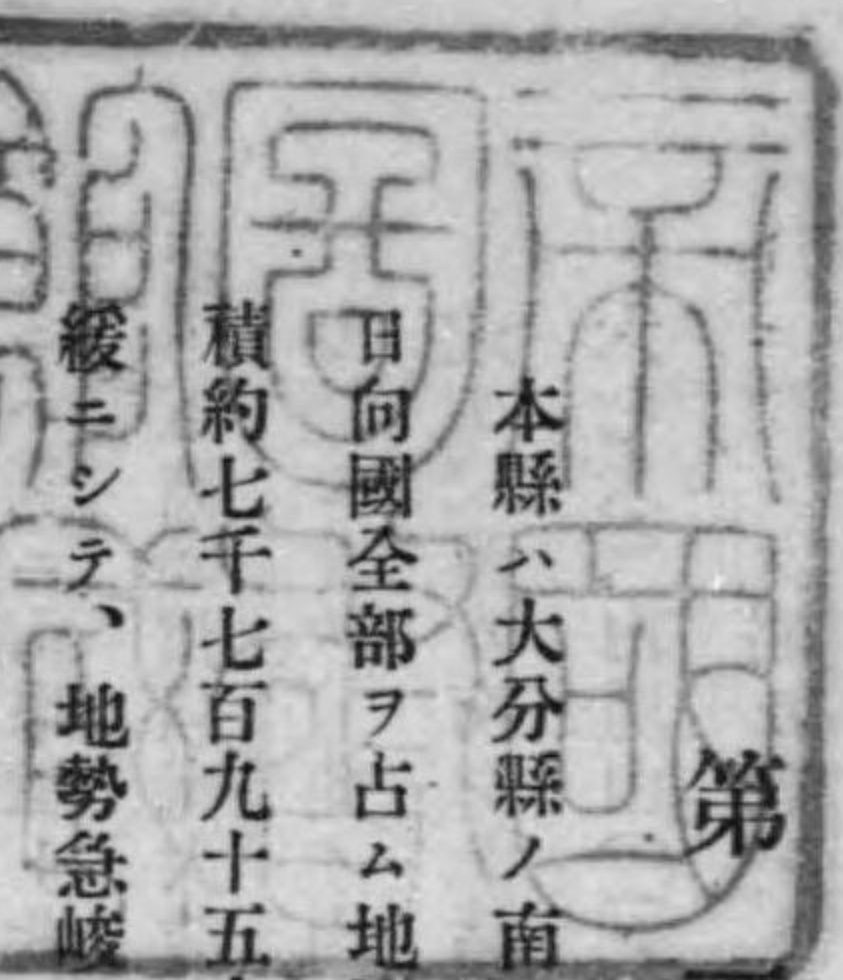 第
本縣ハ大分縣ノ南
日向國全部ヲ占ム地
積約七千七百九十五
緩ニシテ、地勢急峻